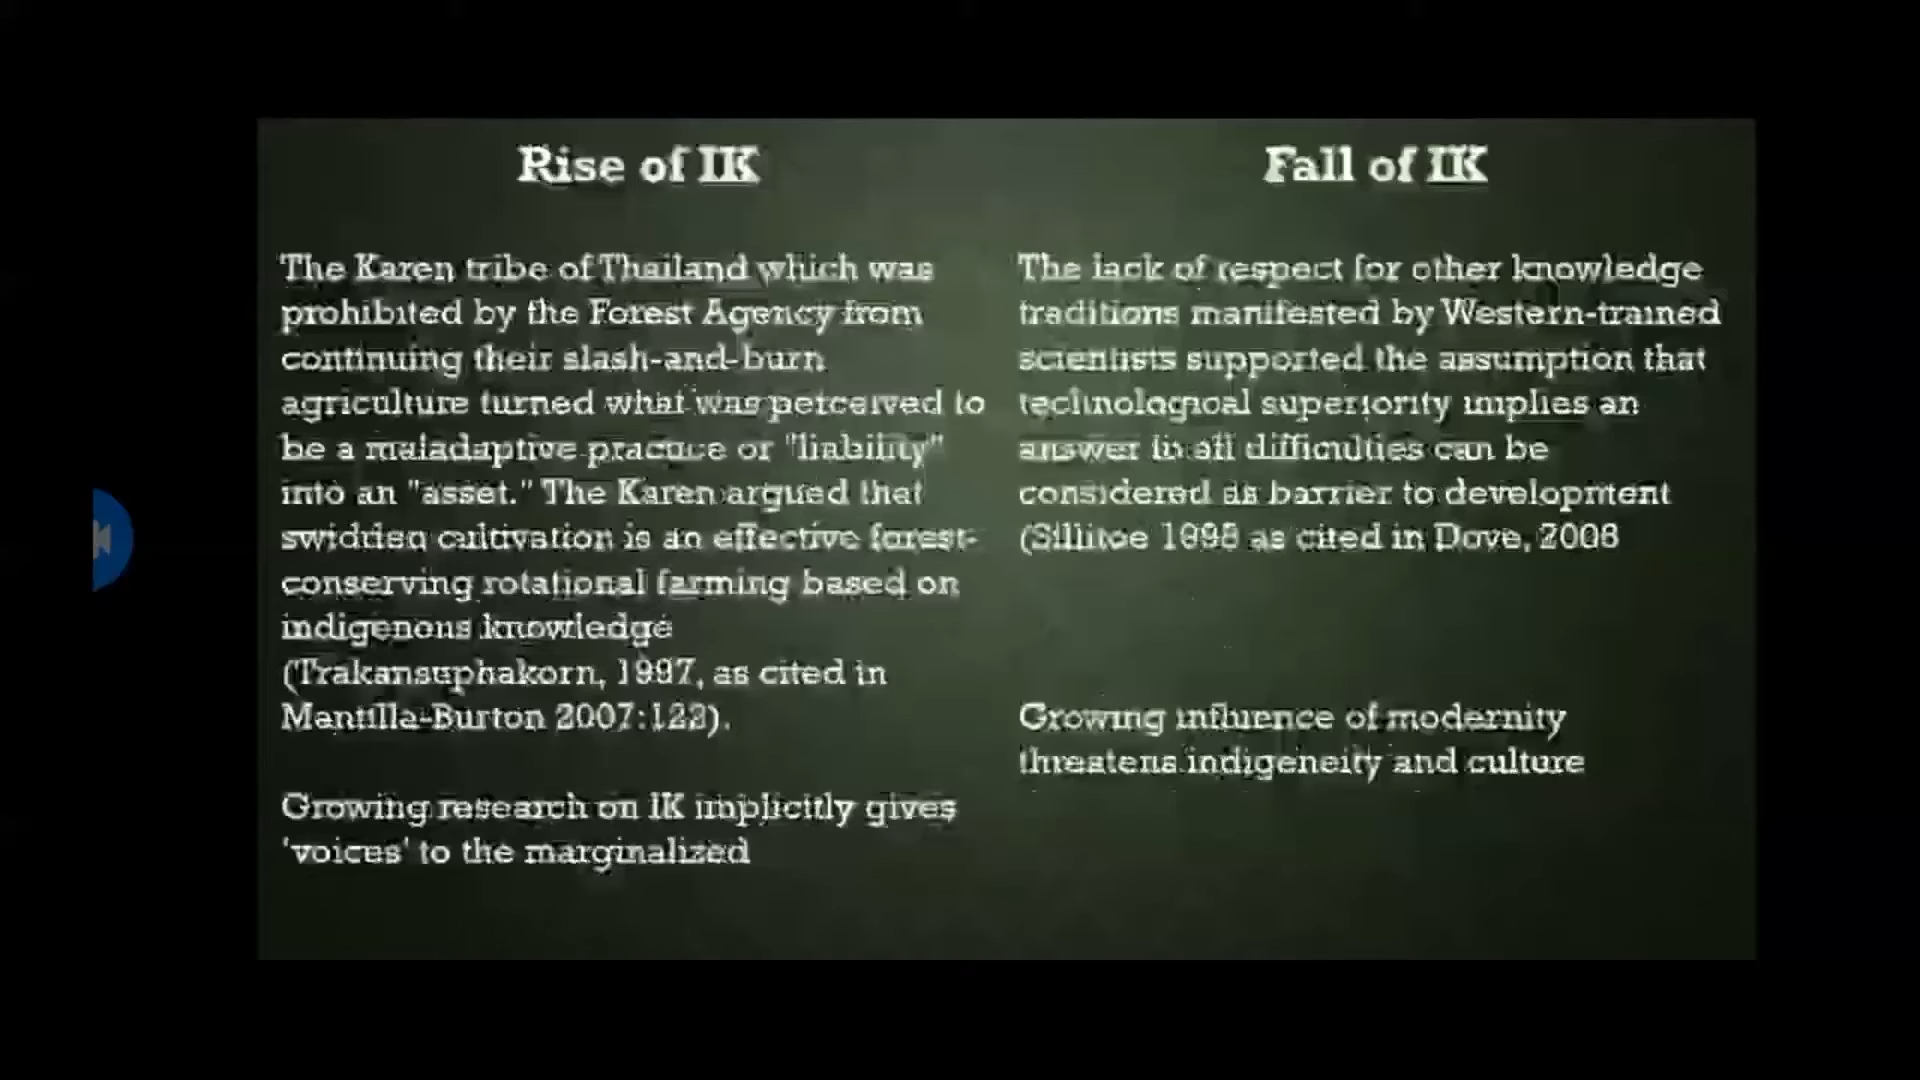 Rise of IK
The Karen tribe of Thailand which was
prohibited by the Forest Agency from
continuing their slash-and-burn
agriculture turned what was perceived to
be a maladaptive practice or "liability"
into an "asset." The Karen argued that
swidden cultivation is an effective forest-
conserving rotational farming based on
indigenous knowledge
(Trakansuphakorn, 1997, as cited in
Mantilla-Burton 2007:122).
Growing research on IK implicitly gives
'voices' to the marginalized
Fall of IK
The lack of respect for other knowledge
traditions manifested by Western-trained
scientists supported the assumption that
technological superiority implies an
answer in all difficulties can be
considered as barrier to development
(Sillitoe 1998 as cited in Dove, 2008
Growing influence of modernity
threatens indigeneity and culture